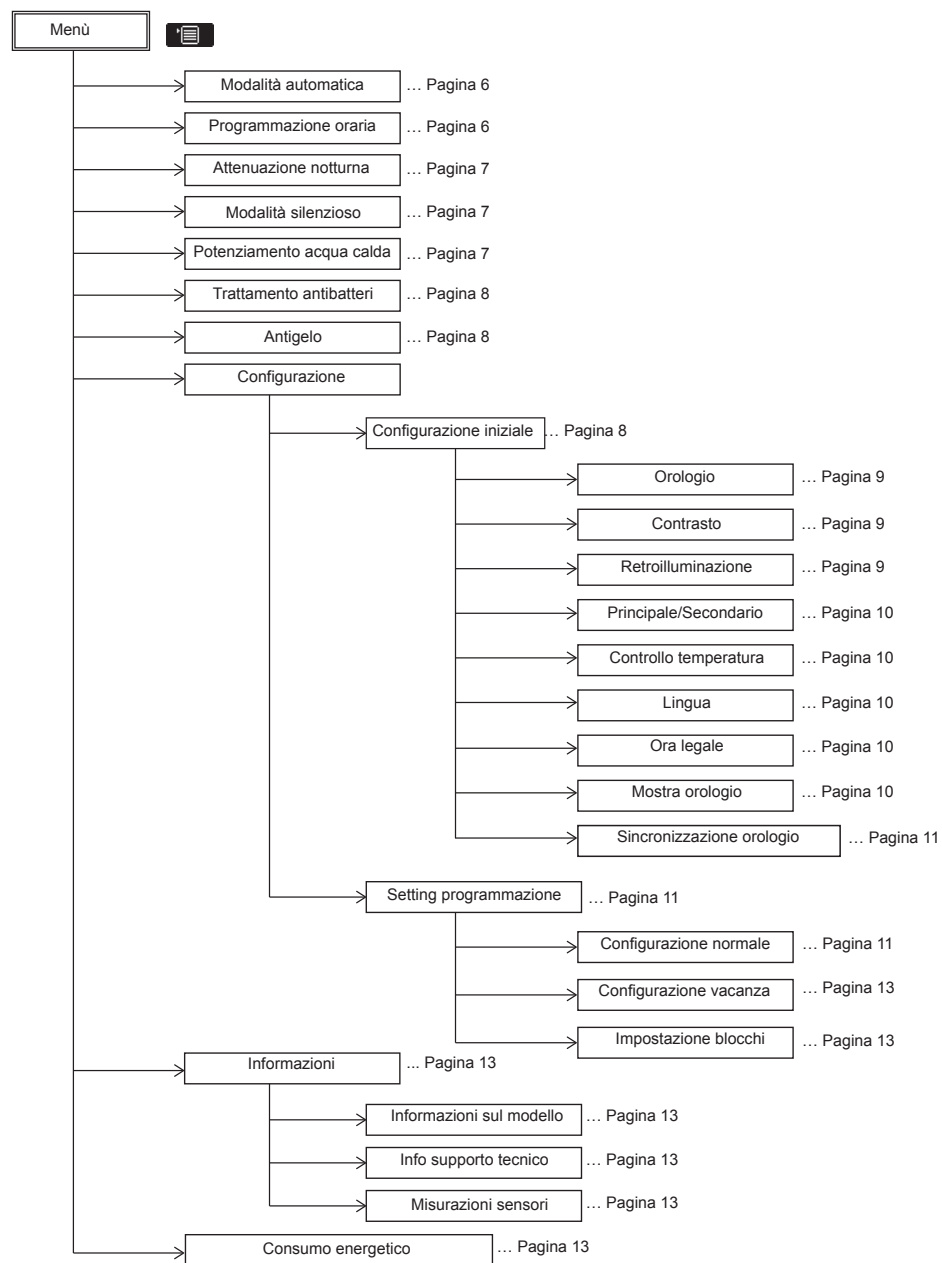 Menù
Modalità automatica … Pagina 6
Programmazione oraria … Pagina 6
Attenuazione notturna … Pagina 7
Modalità silenzioso … Pagina 7
Potenziamento acqua calda … Pagina 7
Trattamento antibatteri … Pagina 8
Antigelo … Pagina 8
Configurazione
Configurazione iniziale … Pagina 8
Orologio … Pagina 9
Contrasto … Pagina 9
Retroilluminazione … Pagina 9
Principale/Secondario … Pagina 10
Controllo temperatura … Pagina 10
Lingua … Pagina 10
Ora legale … Pagina 10
Mostra orologio … Pagina 10
Sincronizzazione orologio … Pagina 11
Setting programmazione … Pagina 11
Configurazione normale … Pagina 11
Configurazione vacanza … Pagina 13
Impostazione blocchi … Pagina 13
Informazioni ... Pagina 13
Informazioni sul modello … Pagina 13
Info supporto tecnico … Pagina 13
Misurazioni sensori … Pagina 13
Consumo energetico … Pagina 13